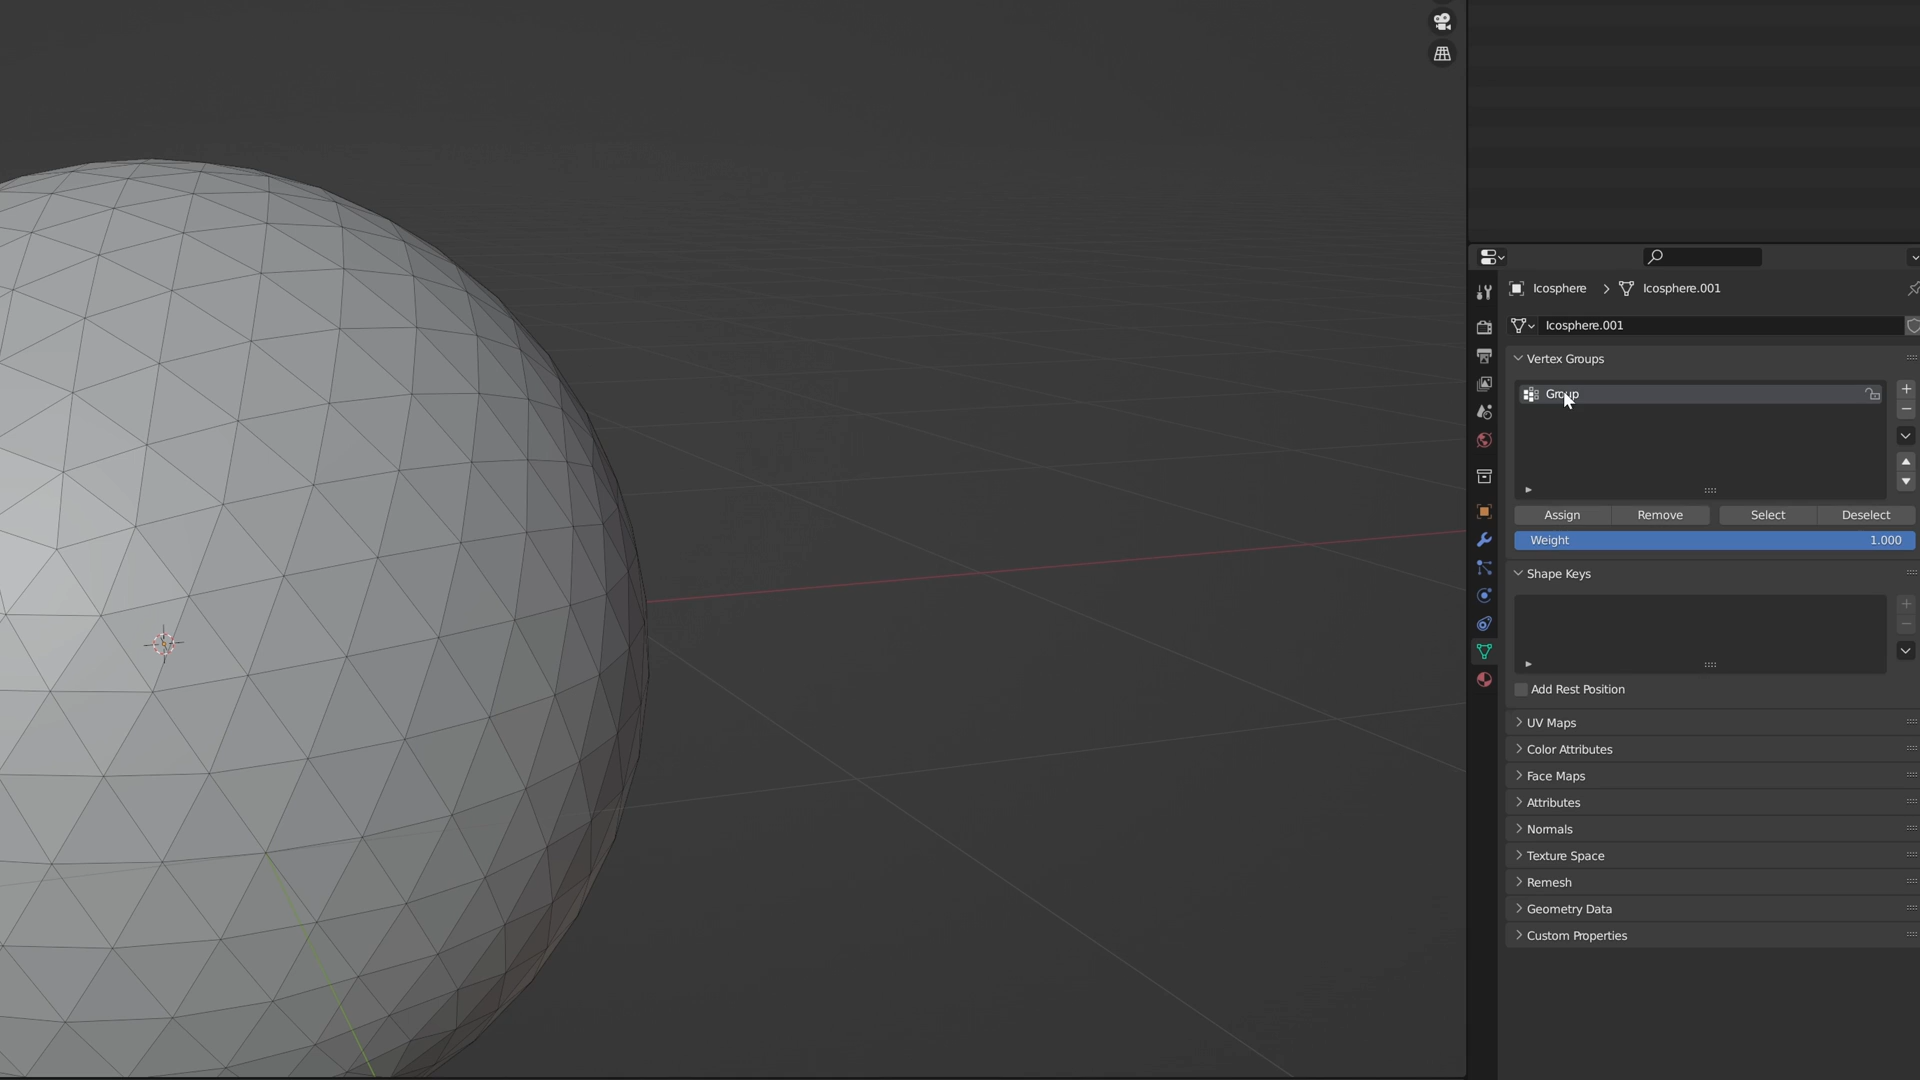 Icosphere > Icosphere.001
Icosphere.001
Vertex Groups
Group
Assign Remove Select Deselect
Weight 1.000
Shape Keys
Add Rest Position
UV Maps
Color Attributes
Face Maps
Attributes
Normals
Texture Space
Remesh
Geometry Data
Custom Properties